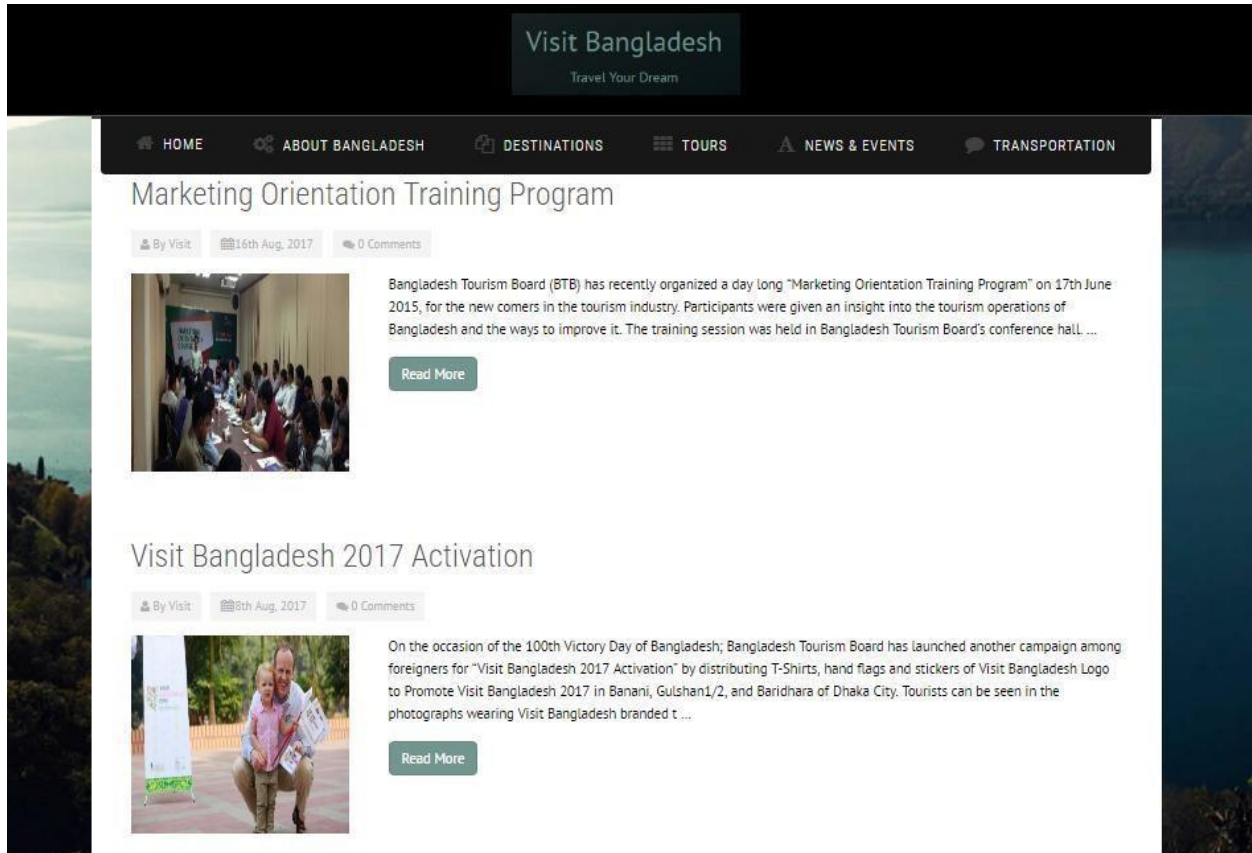 Visit Bangladesh
Travel Your Dream
HOME ABOUT BANGLADESH DESTINATIONS TOURS NEWS & EVENTS TRANSPORTATION
Marketing Orientation Training Program
By Visit 16th Aug, 2017 0 Comments
Bangladesh Tourism Board (BTB) has recently organized a day long "Marketing Orientation Training Program" on 17th June
2015, for the new comers in the tourism industry. Participants were given an insight into the tourism operations of
Bangladesh and the ways to improve it. The training session was held in Bangladesh Tourism Board's conference hall. ...
Read More
Visit Bangladesh 2017 Activation
By Visit 8th Aug, 2017 0 Comments
On the occasion of the 100th Victory Day of Bangladesh; Bangladesh Tourism Board has launched another campaign among
foreigners for "Visit Bangladesh 2017 Activation" by distributing T-Shirts, hand flags and stickers of Visit Bangladesh Logo
to Promote Visit Bangladesh 2017 in Banani, Gulshan1/2, and Baridhara of Dhaka City. Tourists can be seen in the
photographs wearing Visit Bangladesh branded t ...
Read More